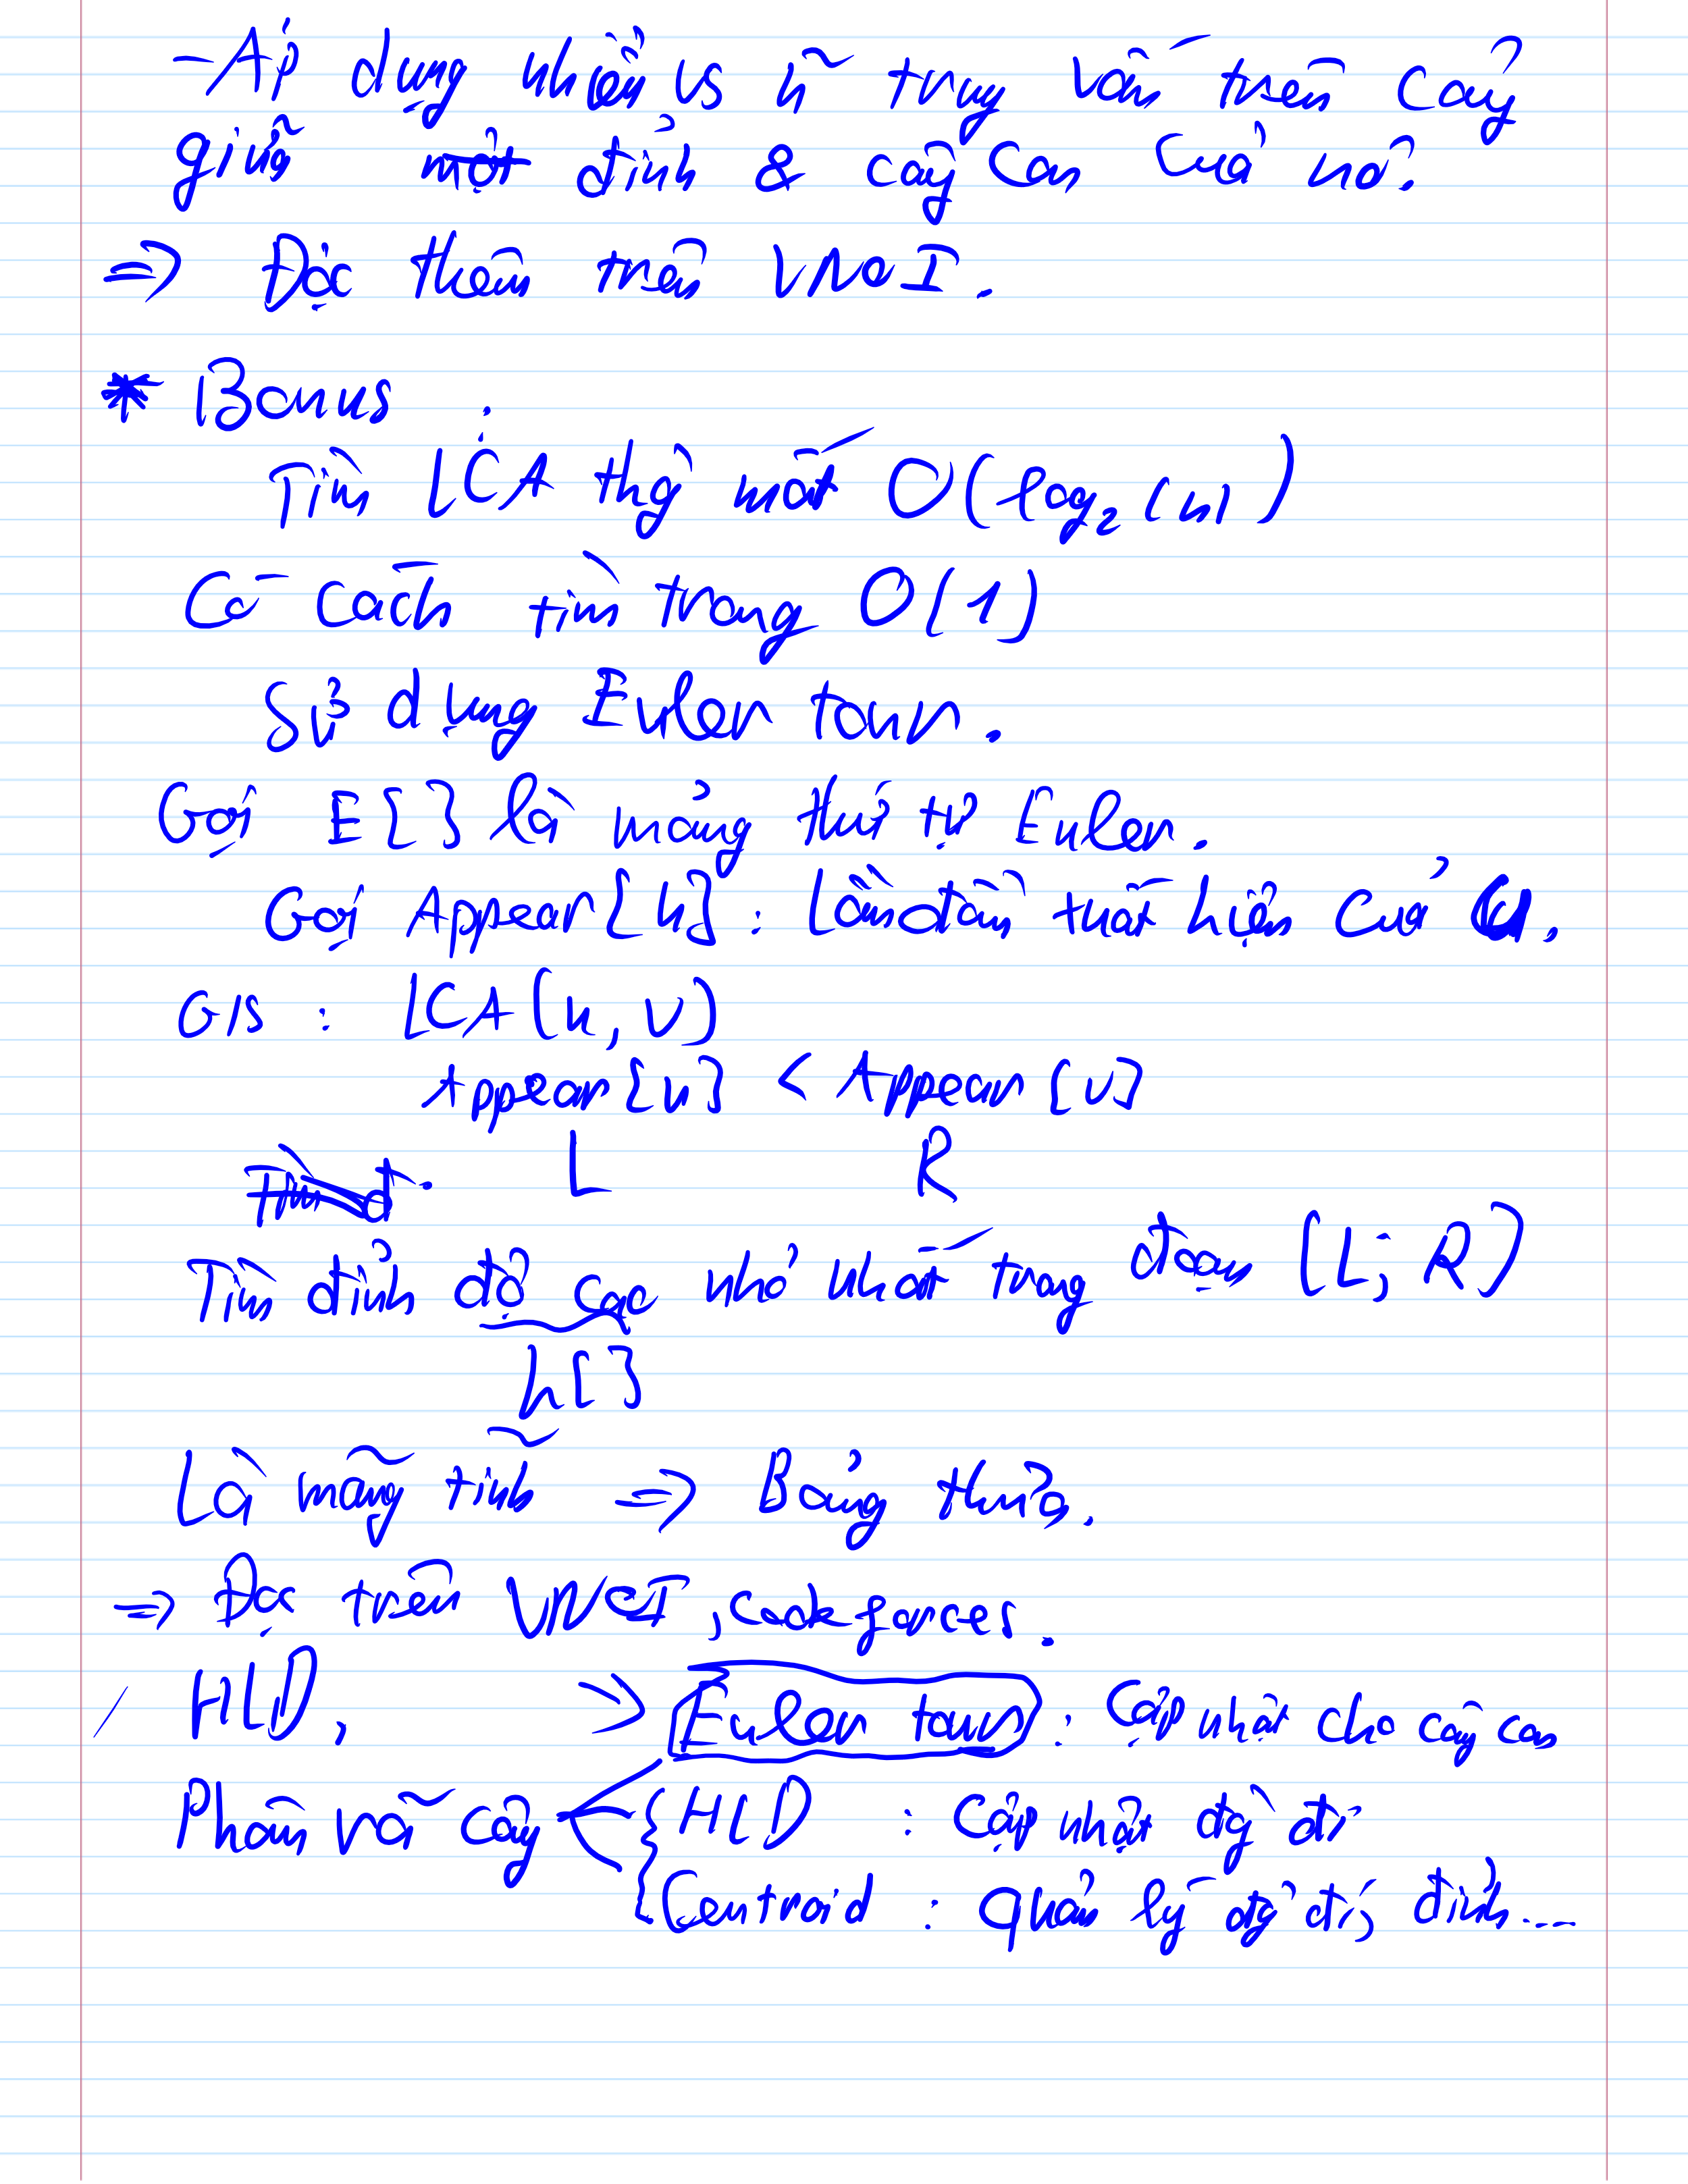 - Áp dụng nhiều vs n~ truy vấn trên cây
giữa một đỉnh & cây con của nó.
=> Đọc thêm trên VNOI.
* Bonus :
Tìm LCA thg mất O(log₂(n))
Có cách tìm trong O(1)
Sử dụng Euler tour.
Gọi E[] là mảng thứ tự Euler.
Gọi Appear[u] : Lần đầu xuất hiện của u.
G/s : LCA(u, v)
Appear[u] < Appear[v]
L R
Tìm đỉnh độ cao nhỏ nhất trong đoạn [L; R]
h[]
Là mảng tĩnh => Bảng thưa.
=> Đọc trên VNOI, codeforces.
HLD, => Euler tour : Cập nhật cho cây con
Phân rã cây { HLD : Cập nhật đg đi
Centroid : Quản lý đg đi, đỉnh...